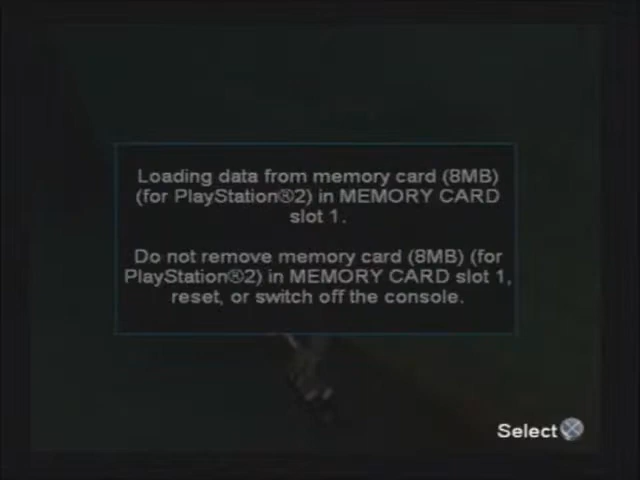 Loading data from memory card (8MB)
(for PlayStation®2) in MEMORY CARD
slot 1.
Do not remove memory card (8MB) (for
PlayStation®2) in MEMORY CARD slot 1,
reset, or switch off the console.
Select